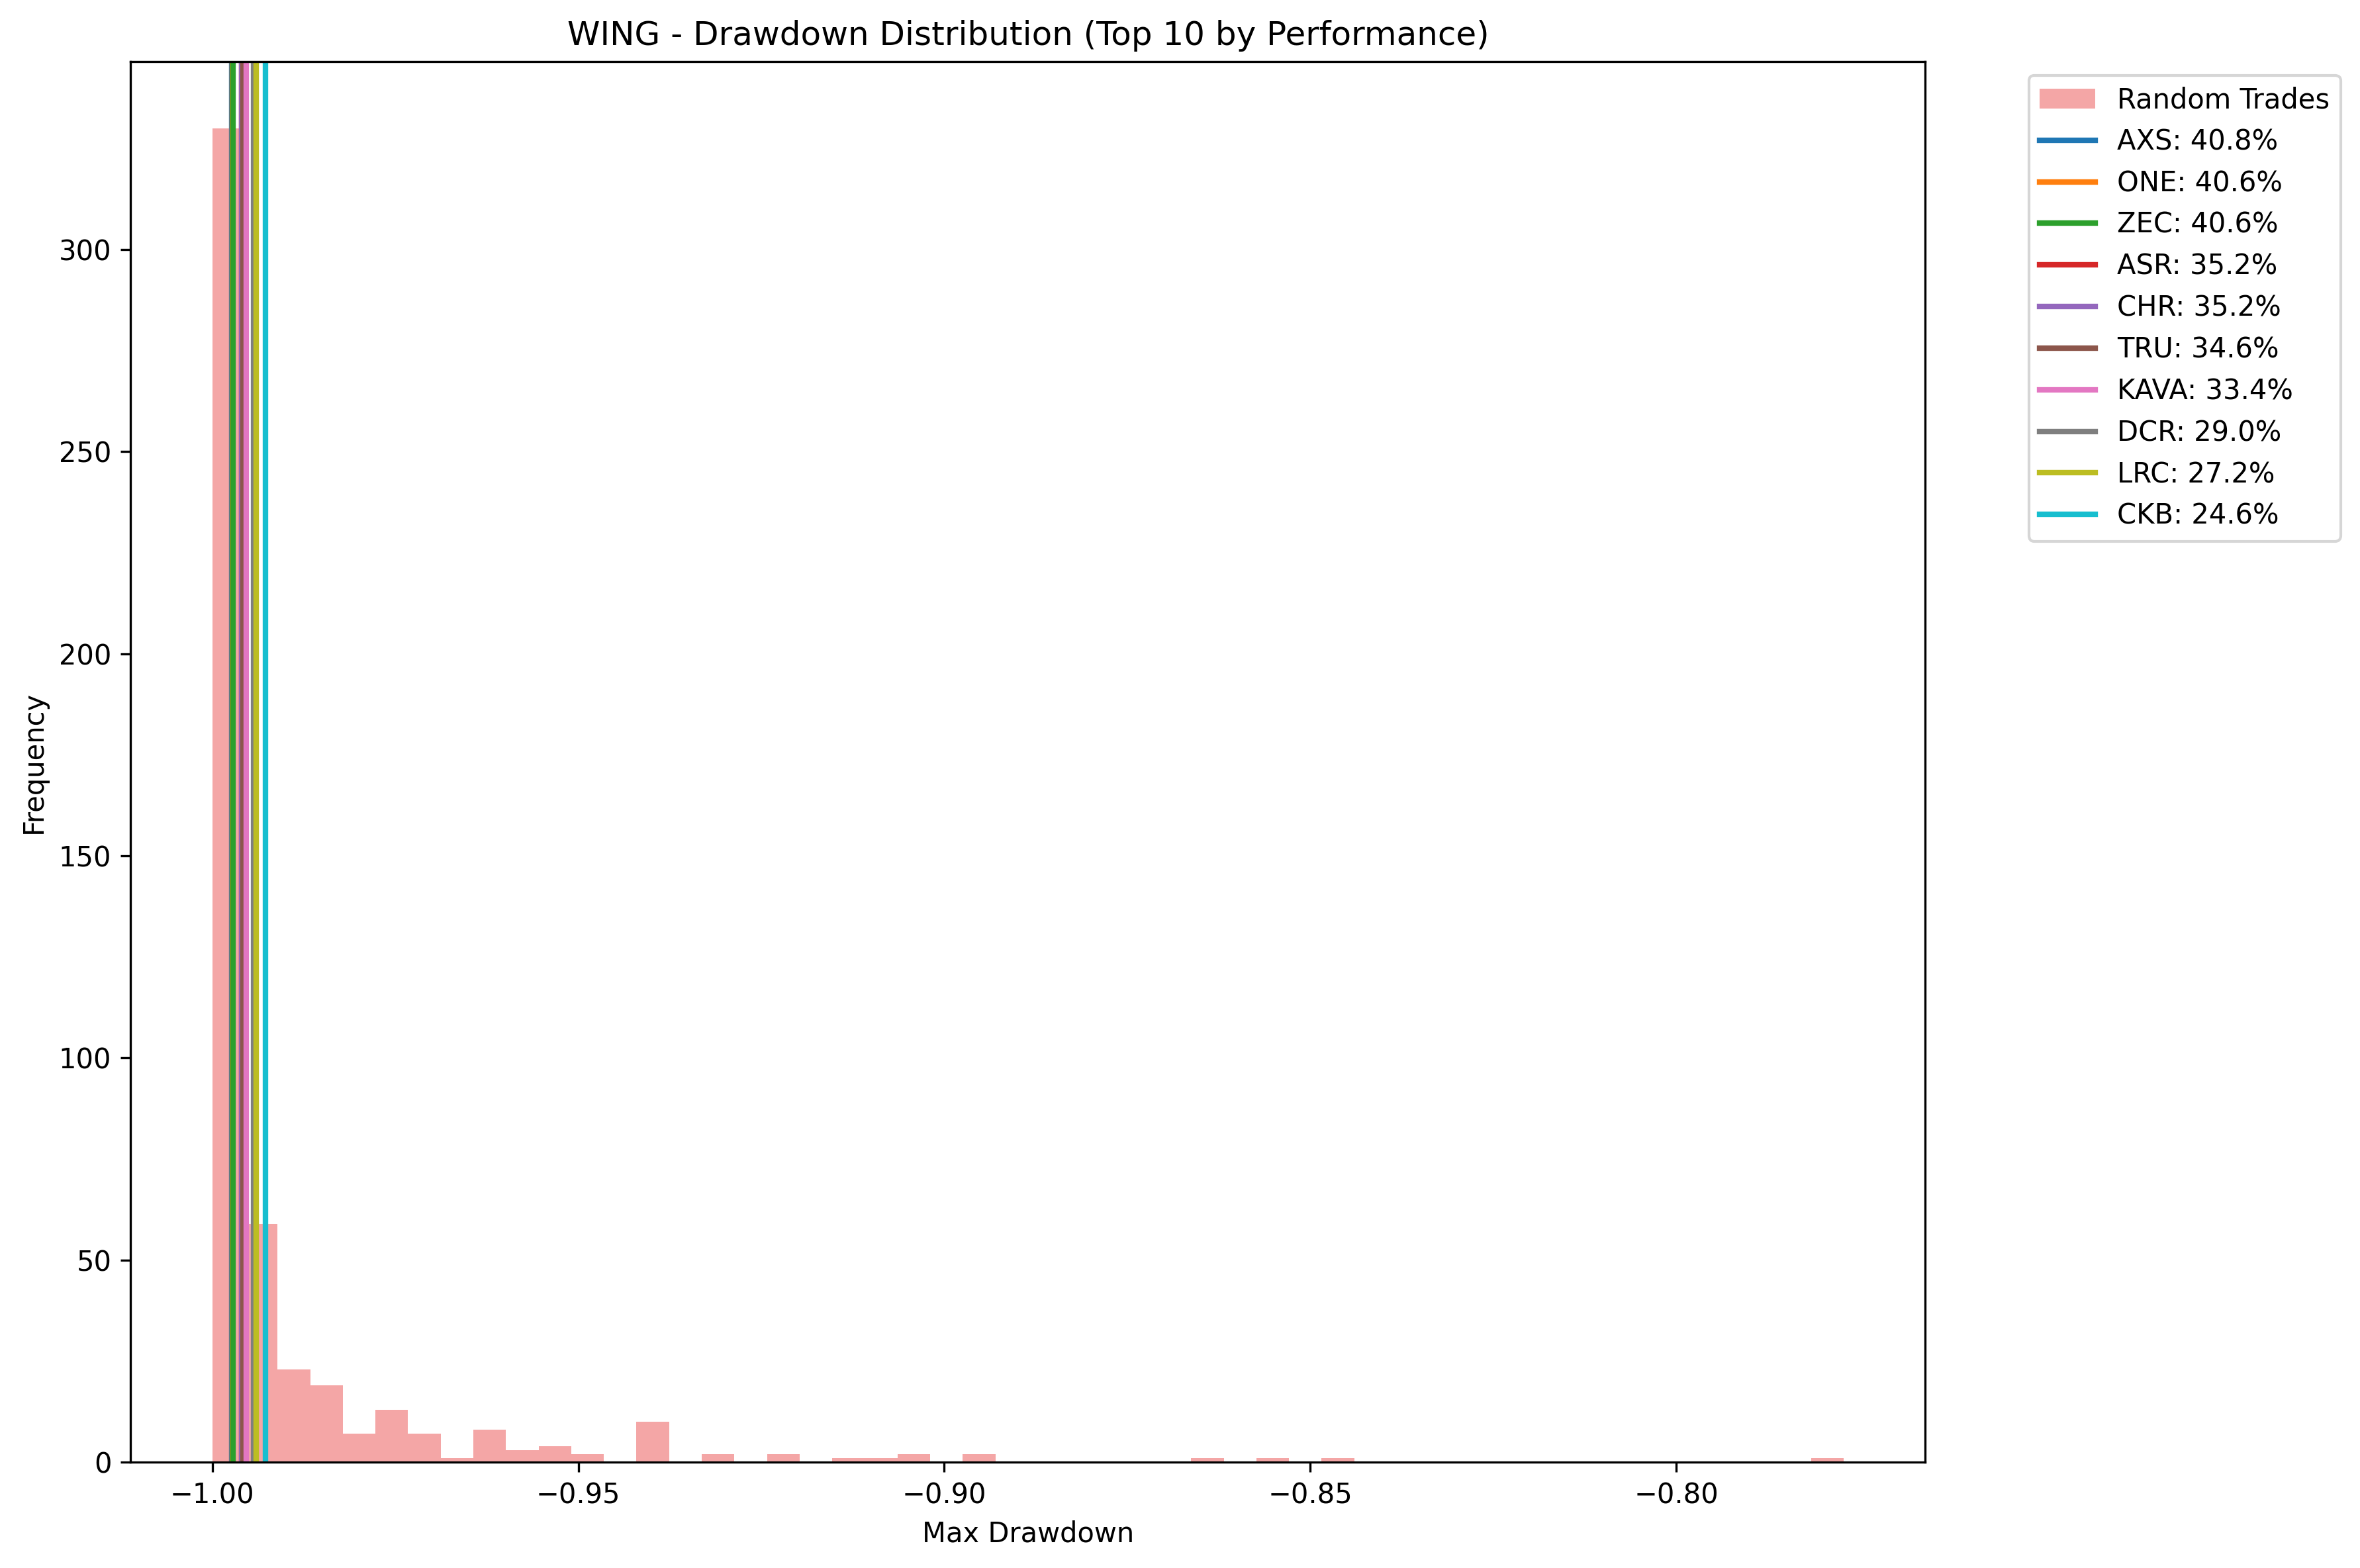 WING - Drawdown Distribution (Top 10 by Performance)
Random Trades
AXS: 40.8%
ONE: 40.6%
ZEC: 40.6%
ASR: 35.2%
CHR: 35.2%
TRU: 34.6%
KAVA: 33.4%
DCR: 29.0%
LRC: 27.2%
CKB: 24.6%
Frequency
300
250
200
150
100
50
0
−1.00
−0.95
−0.90
−0.85
−0.80
Max Drawdown